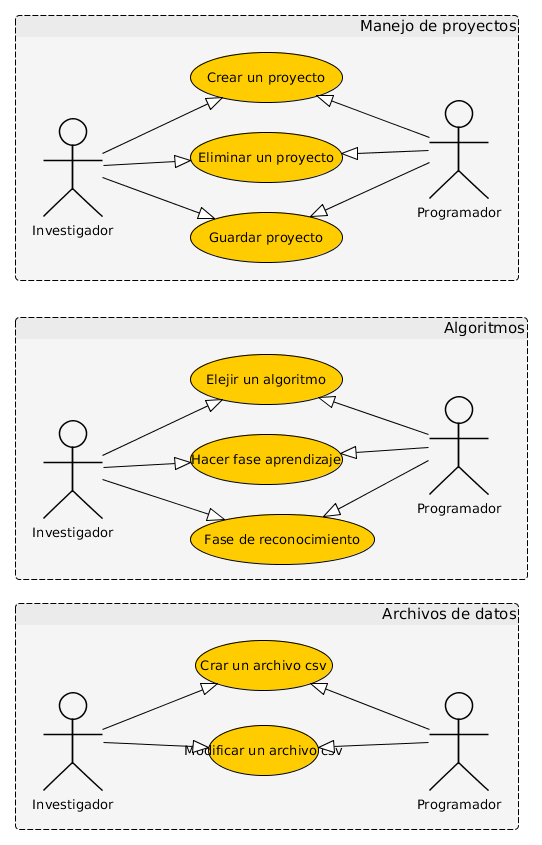 Manejo de proyectos
Crear un proyecto
Eliminar un proyecto
Guardar proyecto
Investigador
Programador
Algoritmos
Elejir un algoritmo
Hacer fase aprendizaje
Fase de reconocimiento
Investigador
Programador
Archivos de datos
Crar un archivo csv
Modificar un archivo csv
Investigador
Programador